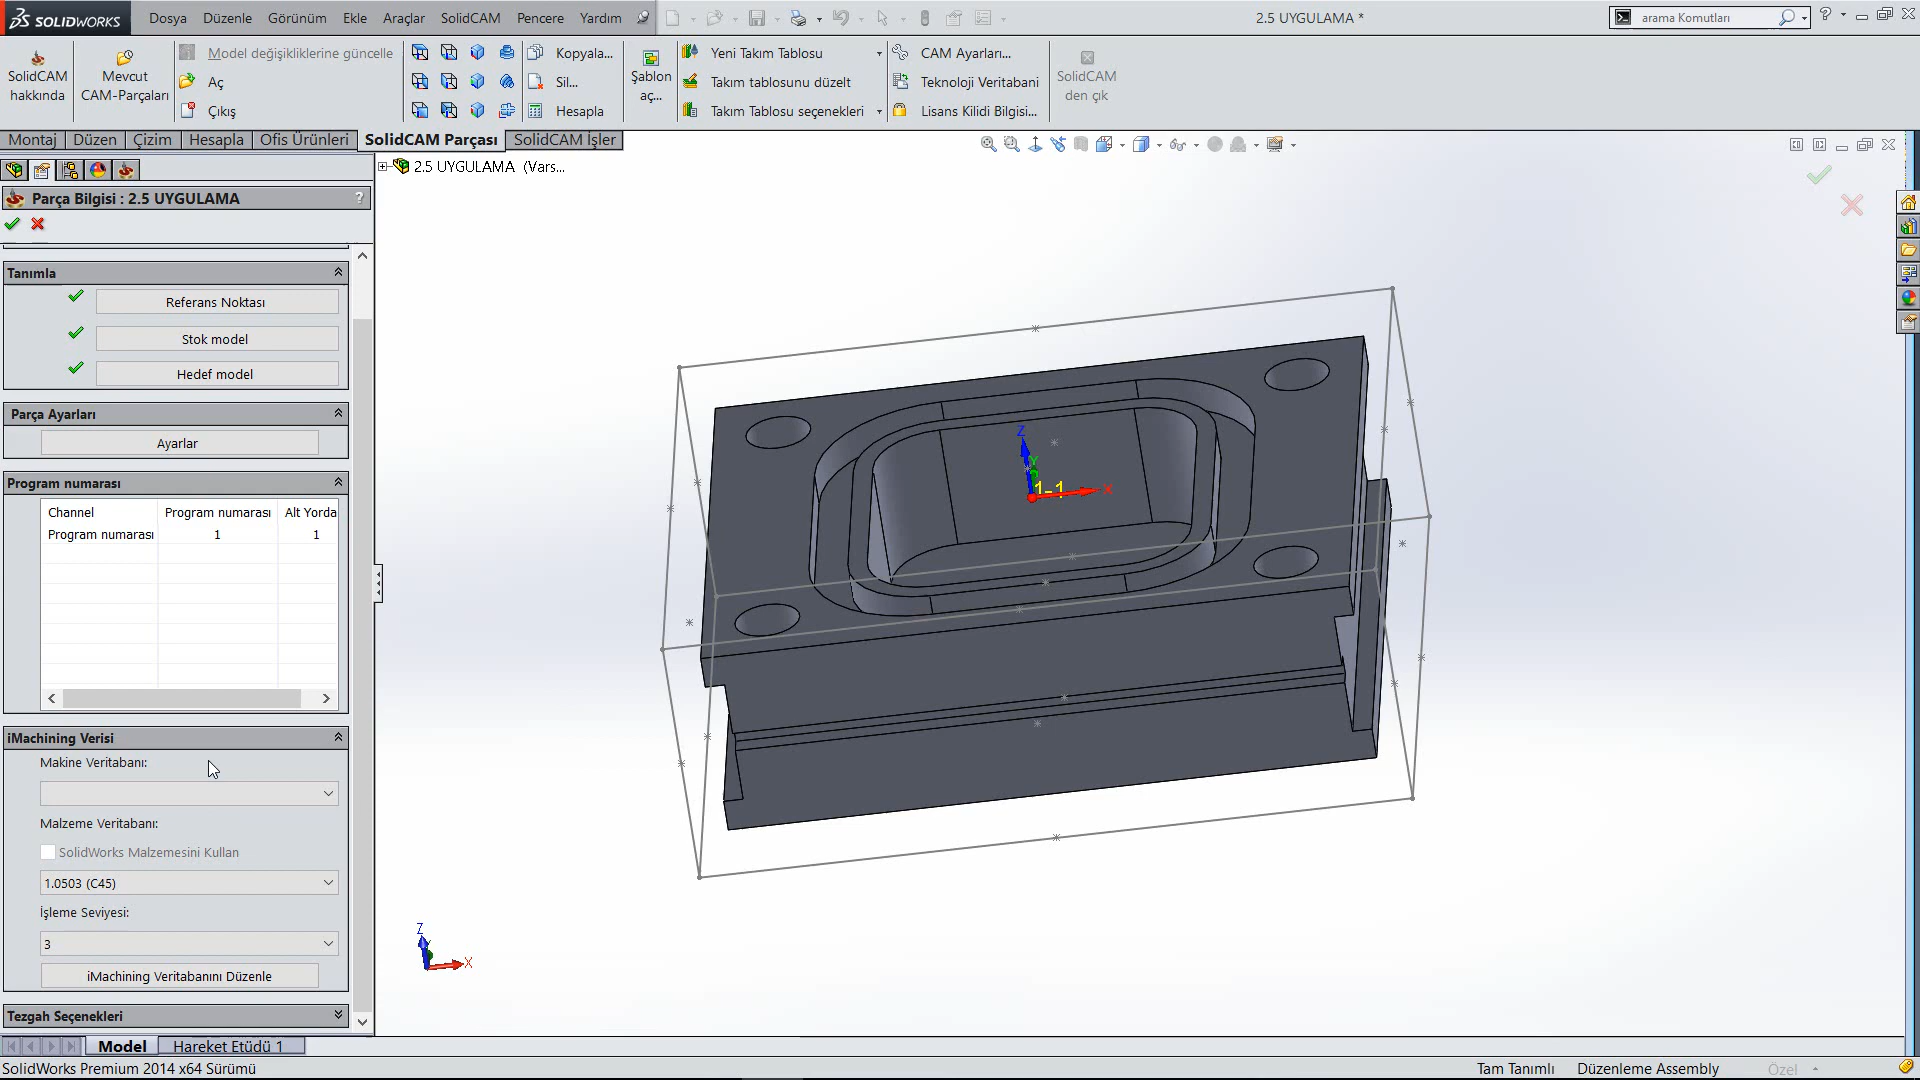 SOLIDWORKS Dosya Düzenle Görünüm Ekle Araçlar SolidCAM Pencere Yardım 2.5 UYGULAMA * arama Komutları ?
SolidCAM hakkında
Mevcut CAM-Parçaları
Model değişikliklerine güncelle
Aç
Çıkış
Kopyala...
Sil...
Hesapla
Şablon aç...
Yeni Takım Tablosu
Takım tablosunu düzelt
Takım Tablosu seçenekleri
CAM Ayarları...
Teknoloji Veritabani
Lisans Kilidi Bilgisi...
SolidCAM den çık
Montaj Düzen Çizim Hesapla Ofis Ürünleri SolidCAM Parçası SolidCAM İşler
2.5 UYGULAMA (Vars...
Parça Bilgisi : 2.5 UYGULAMA ?
Tanımla
Referans Noktası
Stok model
Hedef model
Parça Ayarları
Ayarlar
Program numarası
Channel Program numarası Alt Yorda
Program numarası 1 1
iMachining Verisi
Makine Veritabanı:
Malzeme Veritabanı:
SolidWorks Malzemesini Kullan
1.0503 (C45)
İşleme Seviyesi:
3
iMachining Veritabanını Düzenle
Tezgah Seçenekleri
Z
Y
1-1 X
Z
X
Model Hareket Etüdü 1
SolidWorks Premium 2014 x64 Sürümü Tam Tanımlı Düzenleme Assembly Özel